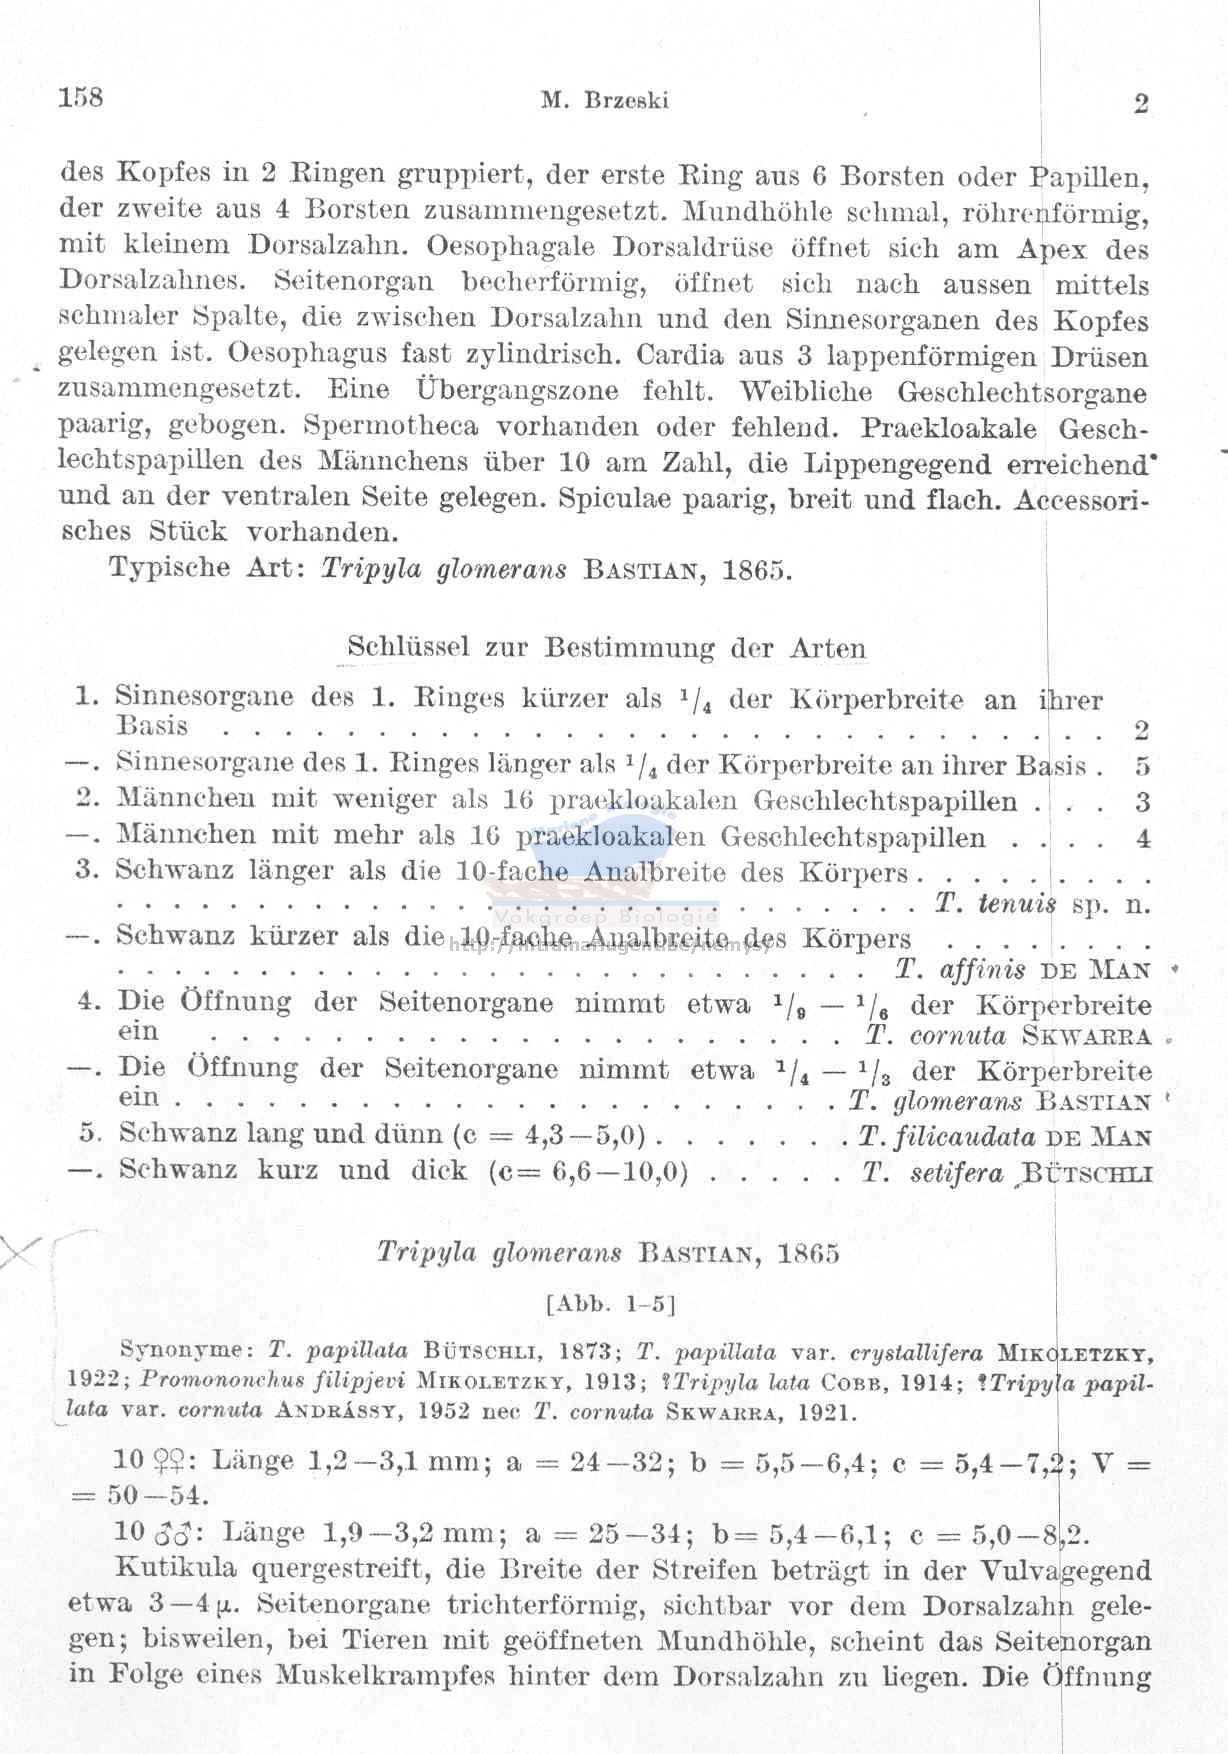 158
M. Brzeski
2
des Kopfes in 2 Ringen gruppiert, der erste Ring aus 6 Borsten oder Papillen,
der zweite aus 4 Borsten zusammengesetzt. Mundhöhle schmal, röhrenförmig,
mit kleinem Dorsalzahn. Oesophagale Dorsaldrüse öffnet sich am Apex des
Dorsalzahnes. Seitenorgan becherförmig, öffnet sich nach aussen mittels
schmaler Spalte, die zwischen Dorsalzahn und den Sinnesorganen des Kopfes
gelegen ist. Oesophagus fast zylindrisch. Cardia aus 3 lappenförmigen Drüsen
zusammengesetzt. Eine Übergangszone fehlt. Weibliche Geschlechtsorgane
paarig, gebogen. Spermotheca vorhanden oder fehlend. Praekloakale Gesch-
lechtspapillen des Männchens über 10 am Zahl, die Lippengegend erreichend
und an der ventralen Seite gelegen. Spiculae paarig, breit und flach. Accessori-
sches Stück vorhanden.
Typische Art: Tripyla glomerans BASTIAN, 1865.
Schlüssel zur Bestimmung der Arten
1. Sinnesorgane des 1. Ringes kürzer als 1/4 der Körperbreite an ihrer
Basis . . . . . . . . . . . . . . . . . . . . . . . . . . . . . 2
—. Sinnesorgane des 1. Ringes länger als 1/4 der Körperbreite an ihrer Basis . 5
2. Männchen mit weniger als 16 praekloakalen Geschlechtspapillen . . . . 3
—. Männchen mit mehr als 16 praekloakalen Geschlechtspapillen . . . . 4
3. Schwanz länger als die 10-fache Analbreite des Körpers . . . . . . . . .
. . . . . . . . . . . . . . . . . . . . . . . . . . . . T. tenuis sp. n.
Vakgroep Biologie
—. Schwanz kürzer als die 10-fache Analbreite des Körpers . . . . . . .
. . . . . . . . . . . . . . . . . . . . . . . . . . T. affinis DE MAN
4. Die Öffnung der Seitenorgane nimmt etwa 1/9 — 1/6 der Körperbreite
ein . . . . . . . . . . . . . . . . . . . . . T. cornuta SKWARRA
—. Die Öffnung der Seitenorgane nimmt etwa 1/4 — 1/3 der Körperbreite
ein . . . . . . . . . . . . . . . . . . . . . . T. glomerans BASTIAN
5. Schwanz lang und dünn (c = 4,3—5,0) . . . . . . . T. filicaudata DE MAN
—. Schwanz kurz und dick (c= 6,6—10,0) . . . . . T. setifera BÜTSCHLI
Tripyla glomerans BASTIAN, 1865
[Abb. 1-5]
Synonyme: T. papillata BÜTSCHLI, 1873; T. papillata var. crystallifera MIKOLETZKY,
1922; Promononchus filipjevi MIKOLETZKY, 1913; ?Tripyla lata COBB, 1914; ?Tripyla papil-
lata var. cornuta ANDRÁSSY, 1952 nec T. cornuta SKWARRA, 1921.
10 ♀♀: Länge 1,2—3,1 mm; a = 24—32; b = 5,5—6,4; c = 5,4—7,2; V =
= 50—54.
10 ♂♂: Länge 1,9—3,2 mm; a = 25—34; b= 5,4—6,1; c = 5,0—8,2.
Kutikula quergestreift, die Breite der Streifen beträgt in der Vulvagegend
etwa 3—4 µ. Seitenorgane trichterförmig, sichtbar vor dem Dorsalzahn gele-
gen; bisweilen, bei Tieren mit geöffneten Mundhöhle, scheint das Seitenorgan
in Folge eines Muskelkrampfes hinter dem Dorsalzahn zu liegen. Die Öffnung